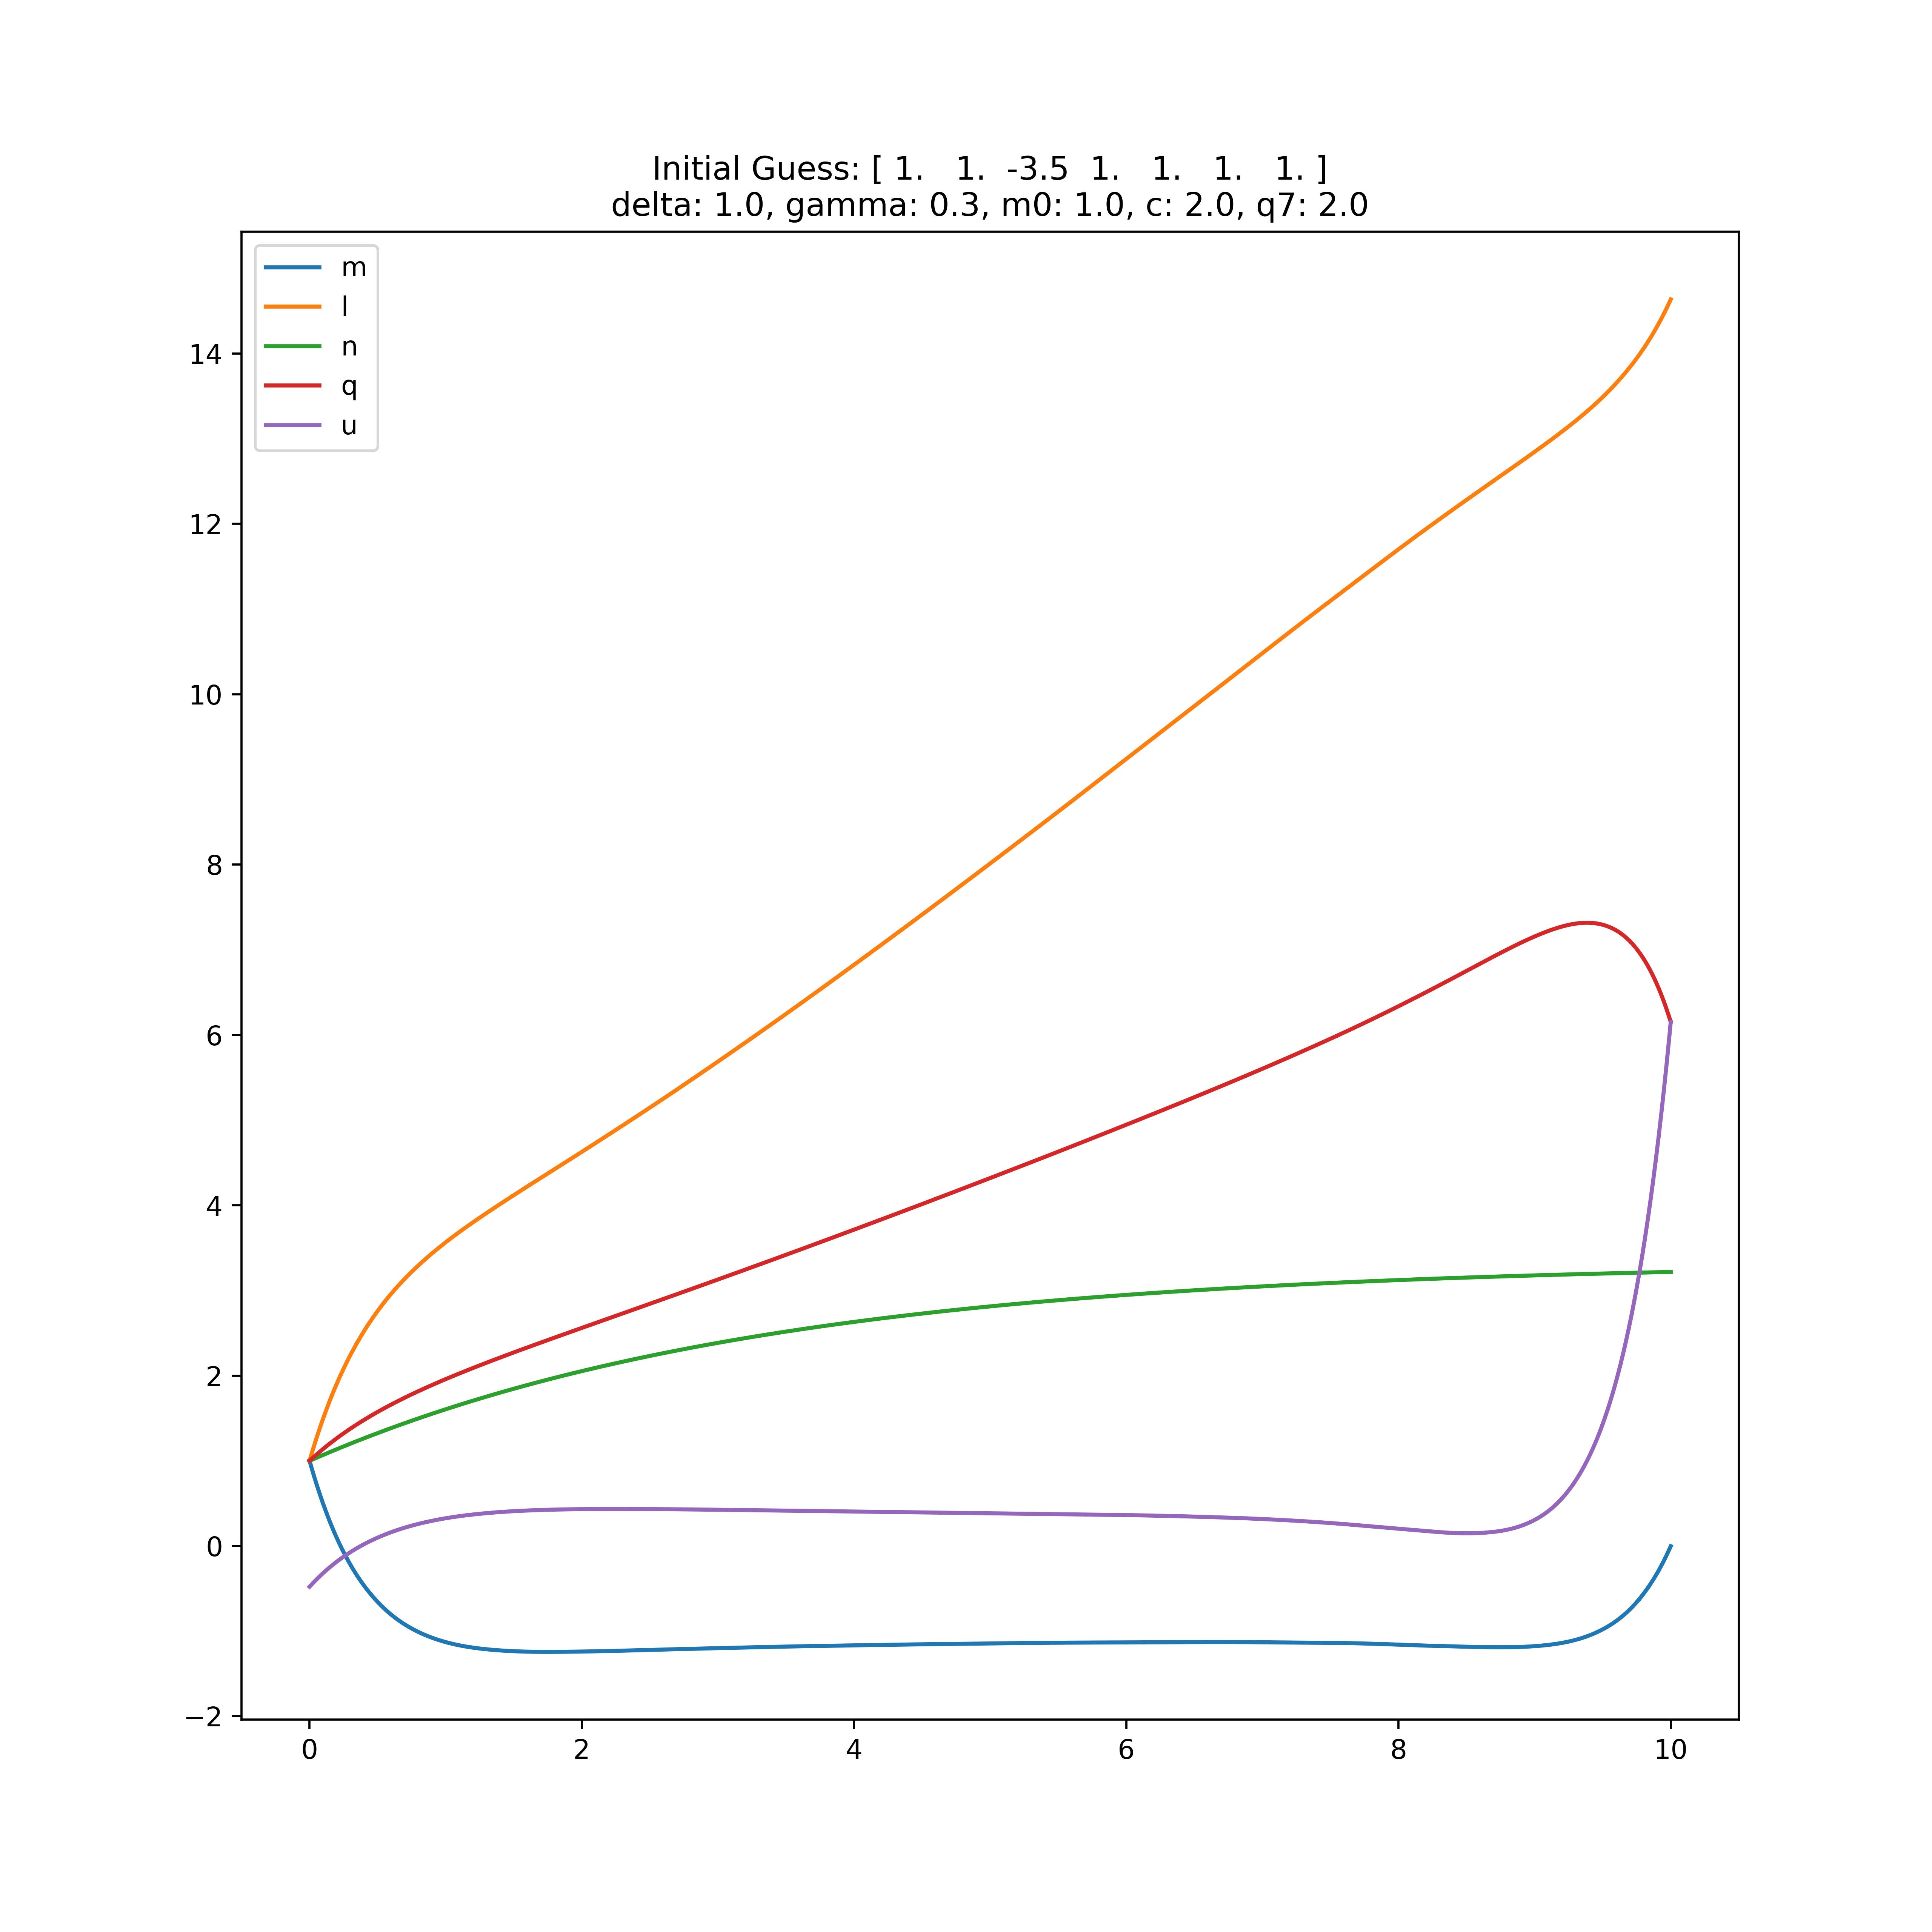 Initial Guess: [ 1.   1.  -3.5  1.   1.   1.   1. ]
delta: 1.0, gamma: 0.3, m0: 1.0, c: 2.0, q7: 2.0
m
l
n
q
u
14
12
10
8
6
4
2
0
−2
0 2 4 6 8 10